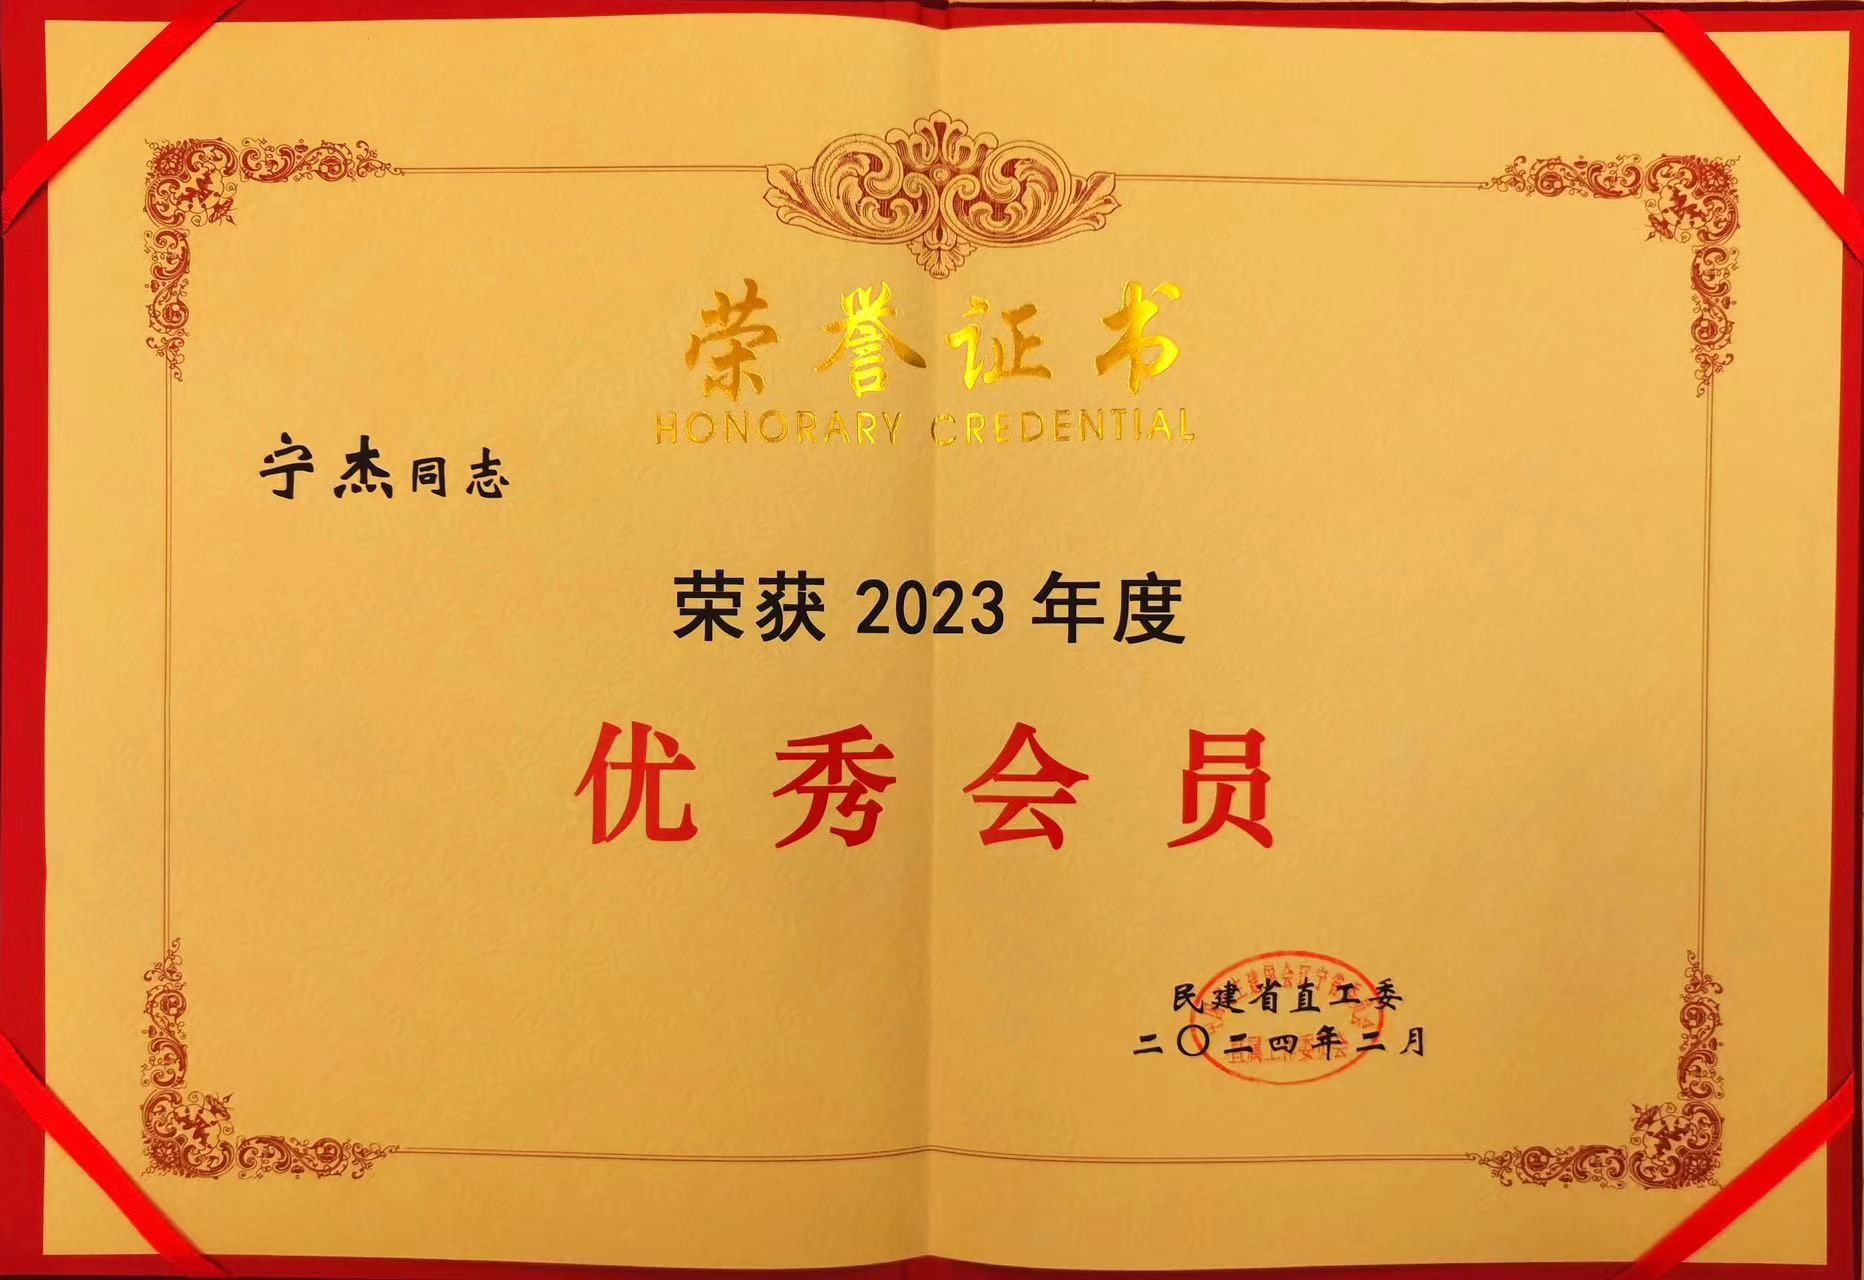 荣誉证书
HONORARY CREDENTIAL
宁杰同志
荣获 2023 年度
优秀会员
民建省直工委
二〇二四年二月